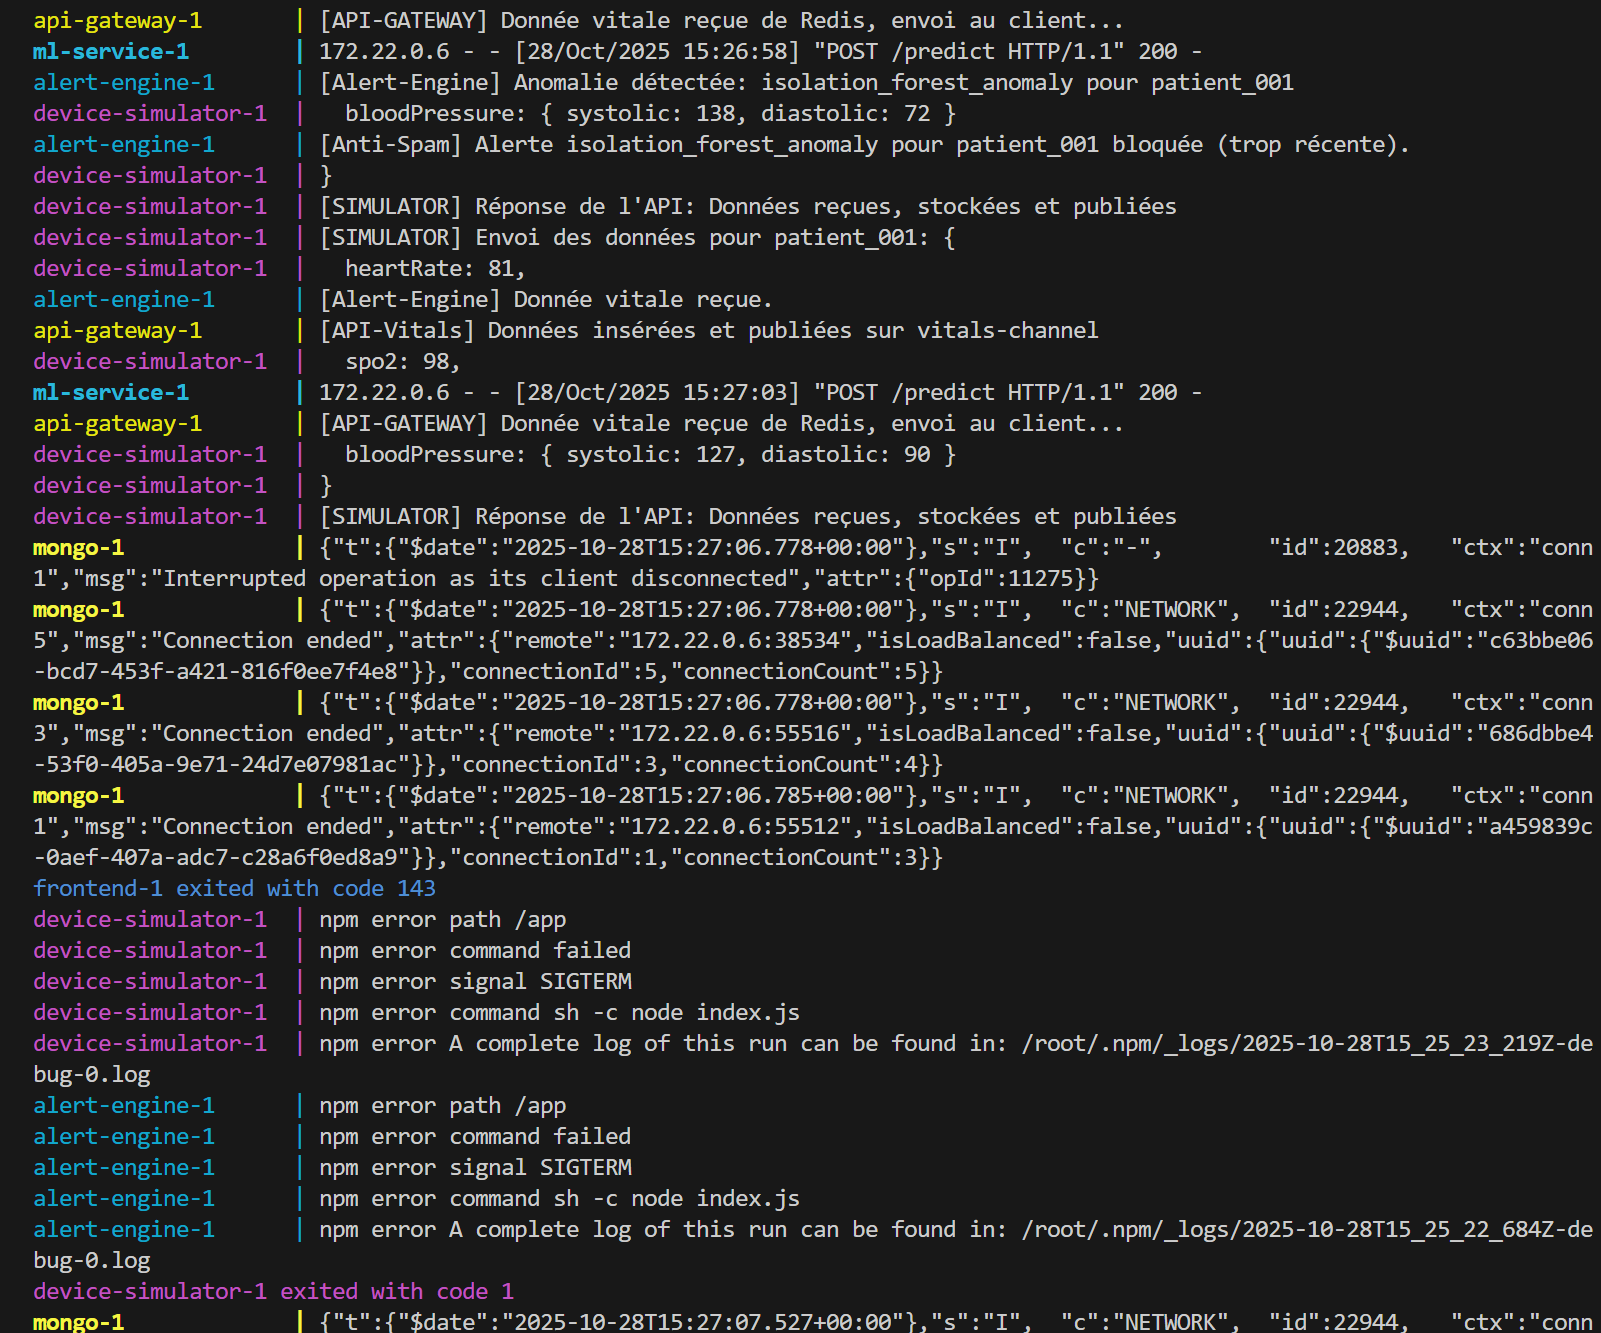 api-gateway-1       | [API-GATEWAY] Donnée vitale reçue de Redis, envoi au client...
ml-service-1        | 172.22.0.6 - - [28/Oct/2025 15:26:58] "POST /predict HTTP/1.1" 200 -
alert-engine-1      | [Alert-Engine] Anomalie détectée: isolation_forest_anomaly pour patient_001
device-simulator-1  |   bloodPressure: { systolic: 138, diastolic: 72 }
alert-engine-1      | [Anti-Spam] Alerte isolation_forest_anomaly pour patient_001 bloquée (trop récente).
device-simulator-1  | }
device-simulator-1  | [SIMULATOR] Réponse de l'API: Données reçues, stockées et publiées
device-simulator-1  | [SIMULATOR] Envoi des données pour patient_001: {
device-simulator-1  |   heartRate: 81,
alert-engine-1      | [Alert-Engine] Donnée vitale reçue.
api-gateway-1       | [API-Vitals] Données insérées et publiées sur vitals-channel
device-simulator-1  |   spo2: 98,
ml-service-1        | 172.22.0.6 - - [28/Oct/2025 15:27:03] "POST /predict HTTP/1.1" 200 -
api-gateway-1       | [API-GATEWAY] Donnée vitale reçue de Redis, envoi au client...
device-simulator-1  |   bloodPressure: { systolic: 127, diastolic: 90 }
device-simulator-1  | }
device-simulator-1  | [SIMULATOR] Réponse de l'API: Données reçues, stockées et publiées
mongo-1             | {"t":{"$date":"2025-10-28T15:27:06.778+00:00"},"s":"I",  "c":"-",        "id":20883,   "ctx":"conn
1","msg":"Interrupted operation as its client disconnected","attr":{"opId":11275}}
mongo-1             | {"t":{"$date":"2025-10-28T15:27:06.778+00:00"},"s":"I",  "c":"NETWORK",  "id":22944,   "ctx":"conn
5","msg":"Connection ended","attr":{"remote":"172.22.0.6:38534","isLoadBalanced":false,"uuid":{"uuid":{"$uuid":"c63bbe06
-bcd7-453f-a421-816f0ee7f4e8"}},"connectionId":5,"connectionCount":5}}
mongo-1             | {"t":{"$date":"2025-10-28T15:27:06.778+00:00"},"s":"I",  "c":"NETWORK",  "id":22944,   "ctx":"conn
3","msg":"Connection ended","attr":{"remote":"172.22.0.6:55516","isLoadBalanced":false,"uuid":{"uuid":{"$uuid":"686dbbe4
-53f0-405a-9e71-24d7e07981ac"}},"connectionId":3,"connectionCount":4}}
mongo-1             | {"t":{"$date":"2025-10-28T15:27:06.785+00:00"},"s":"I",  "c":"NETWORK",  "id":22944,   "ctx":"conn
1","msg":"Connection ended","attr":{"remote":"172.22.0.6:55512","isLoadBalanced":false,"uuid":{"uuid":{"$uuid":"a459839c
-0aef-407a-adc7-c28a6f0ed8a9"}},"connectionId":1,"connectionCount":3}}
frontend-1 exited with code 143
device-simulator-1  | npm error path /app
device-simulator-1  | npm error command failed
device-simulator-1  | npm error signal SIGTERM
device-simulator-1  | npm error command sh -c node index.js
device-simulator-1  | npm error A complete log of this run can be found in: /root/.npm/_logs/2025-10-28T15_25_23_219Z-de
bug-0.log
alert-engine-1      | npm error path /app
alert-engine-1      | npm error command failed
alert-engine-1      | npm error signal SIGTERM
alert-engine-1      | npm error command sh -c node index.js
alert-engine-1      | npm error A complete log of this run can be found in: /root/.npm/_logs/2025-10-28T15_25_22_684Z-de
bug-0.log
device-simulator-1 exited with code 1
mongo-1             | {"t":{"$date":"2025-10-28T15:27:07.527+00:00"},"s":"I",  "c":"NETWORK",  "id":22944,   "ctx":"conn